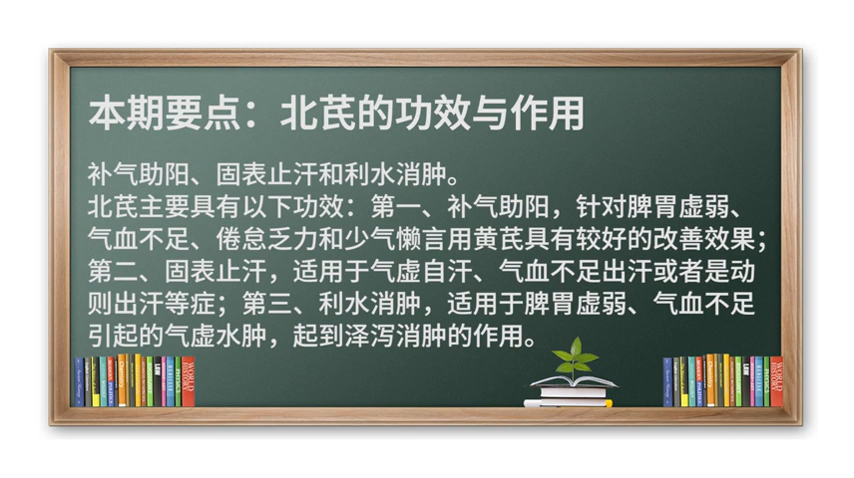 本期要点：北芪的功效与作用
补气助阳、固表止汗和利水消肿。
北芪主要具有以下功效：第一、补气助阳，针对脾胃虚弱、
气血不足、倦怠乏力和少气懒言用黄芪具有较好的改善效果；
第二、固表止汗，适用于气虚自汗、气血不足出汗或者是动
则出汗等症；第三、利水消肿，适用于脾胃虚弱、气血不足
引起的气虚水肿，起到泽泻消肿的作用。